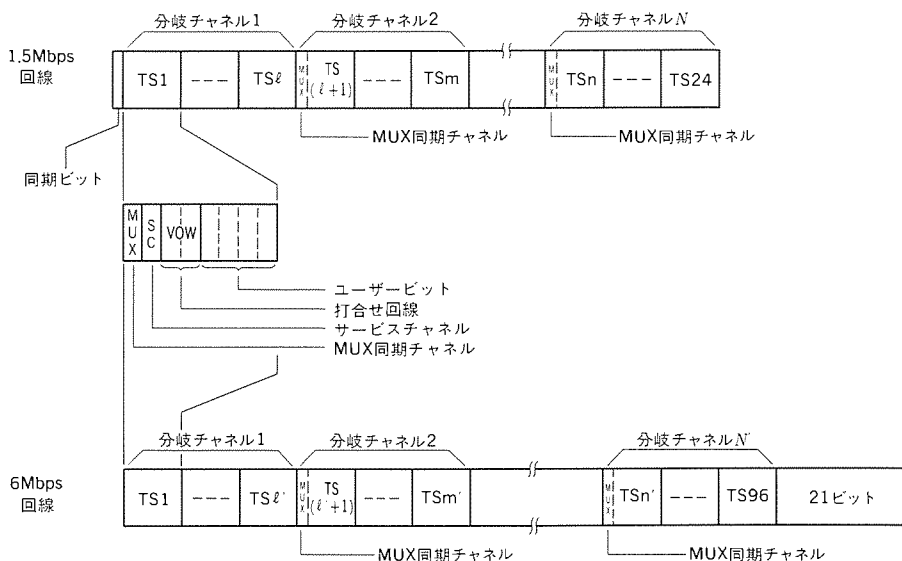 分岐チャネル1 分岐チャネル2 分岐チャネルN
1.5Mbps
回線
TS1 --- TSℓ MUX TS(ℓ+1) --- TSm MUX TSn --- TS24
MUX同期チャネル MUX同期チャネル
同期ビット
MUX SC VOW
ユーザービット
打合せ回線
サービスチャネル
MUX同期チャネル
分岐チャネル1 分岐チャネル2 分岐チャネルN'
6Mbps
回線
TS1 --- TSℓ' MUX TS(ℓ'+1) --- TSm' MUX TSn' --- TS96 21ビット
MUX同期チャネル MUX同期チャネル